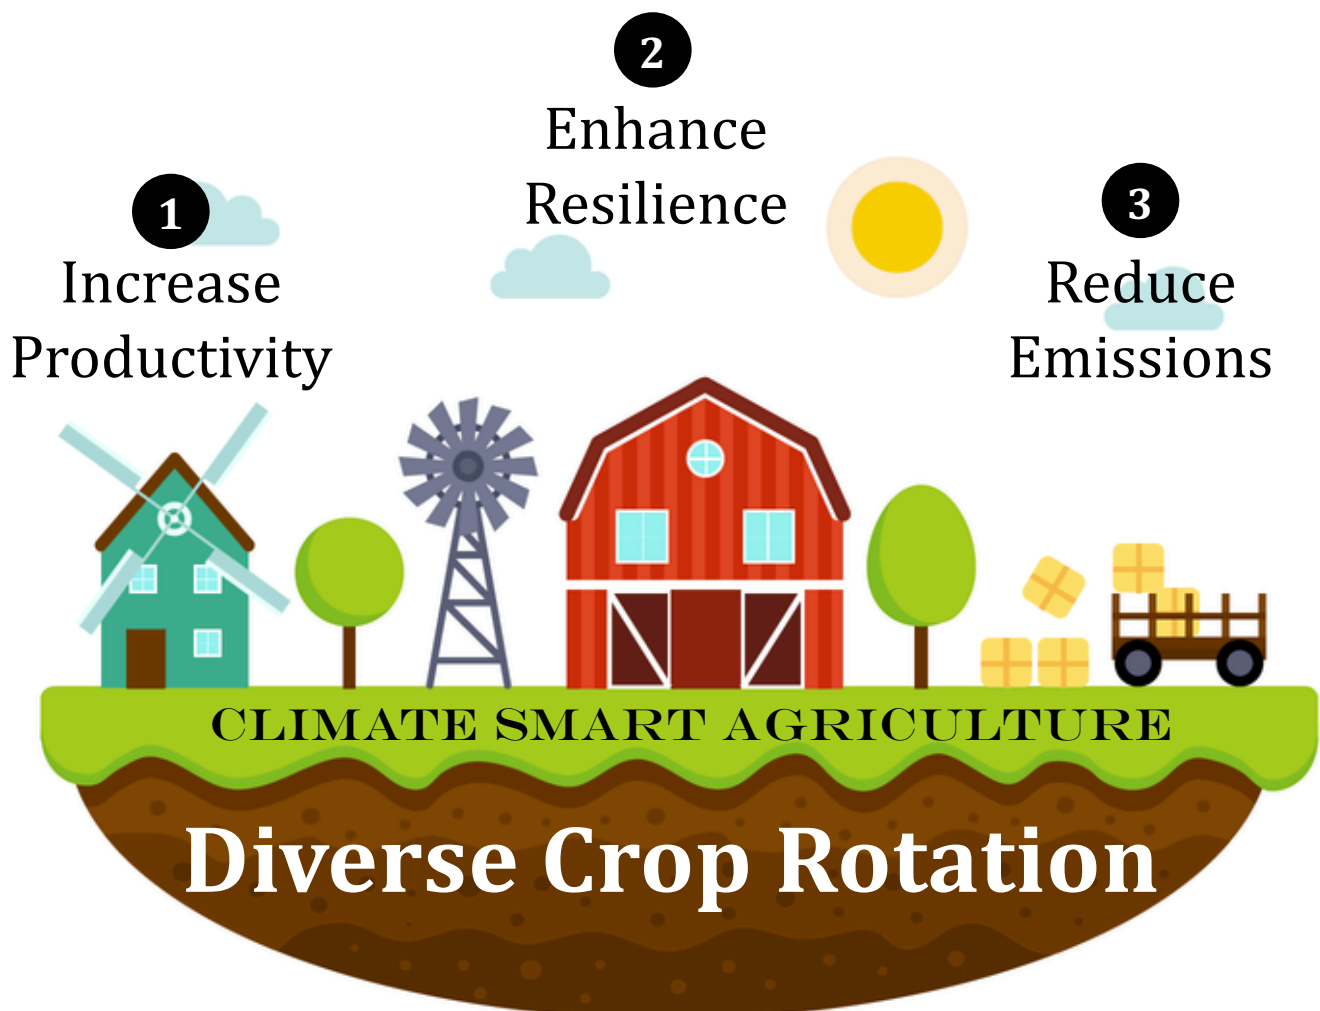 1
Increase
Productivity
2
Enhance
Resilience
3
Reduce
Emissions
CLIMATE SMART AGRICULTURE
Diverse Crop Rotation